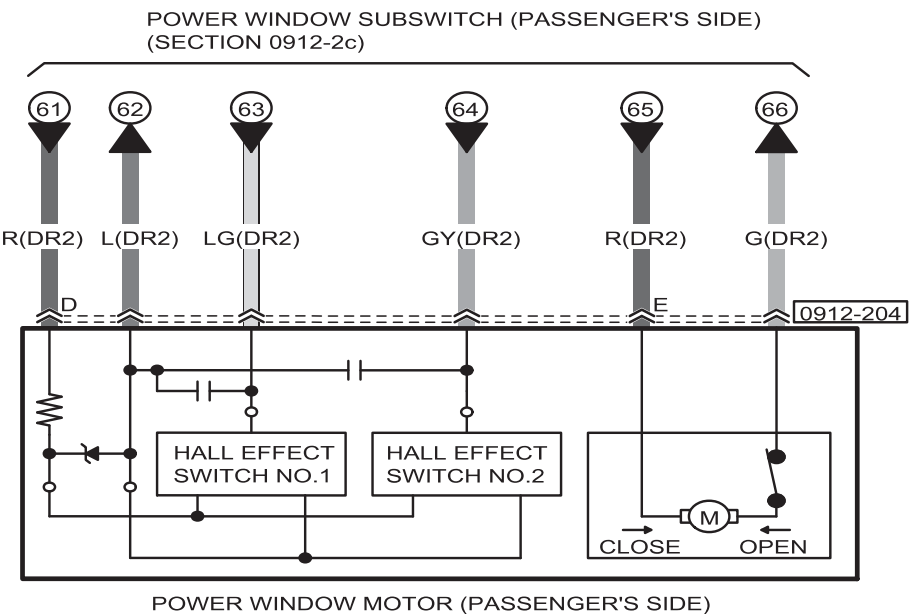 POWER WINDOW SUBSWITCH (PASSENGER'S SIDE)
(SECTION 0912-2c)
61 62 63 64 65 66
R(DR2) L(DR2) LG(DR2) GY(DR2) R(DR2) G(DR2)
D E
0912-204
HALL EFFECT
SWITCH NO.1
HALL EFFECT
SWITCH NO.2
M
CLOSE OPEN
POWER WINDOW MOTOR (PASSENGER'S SIDE)